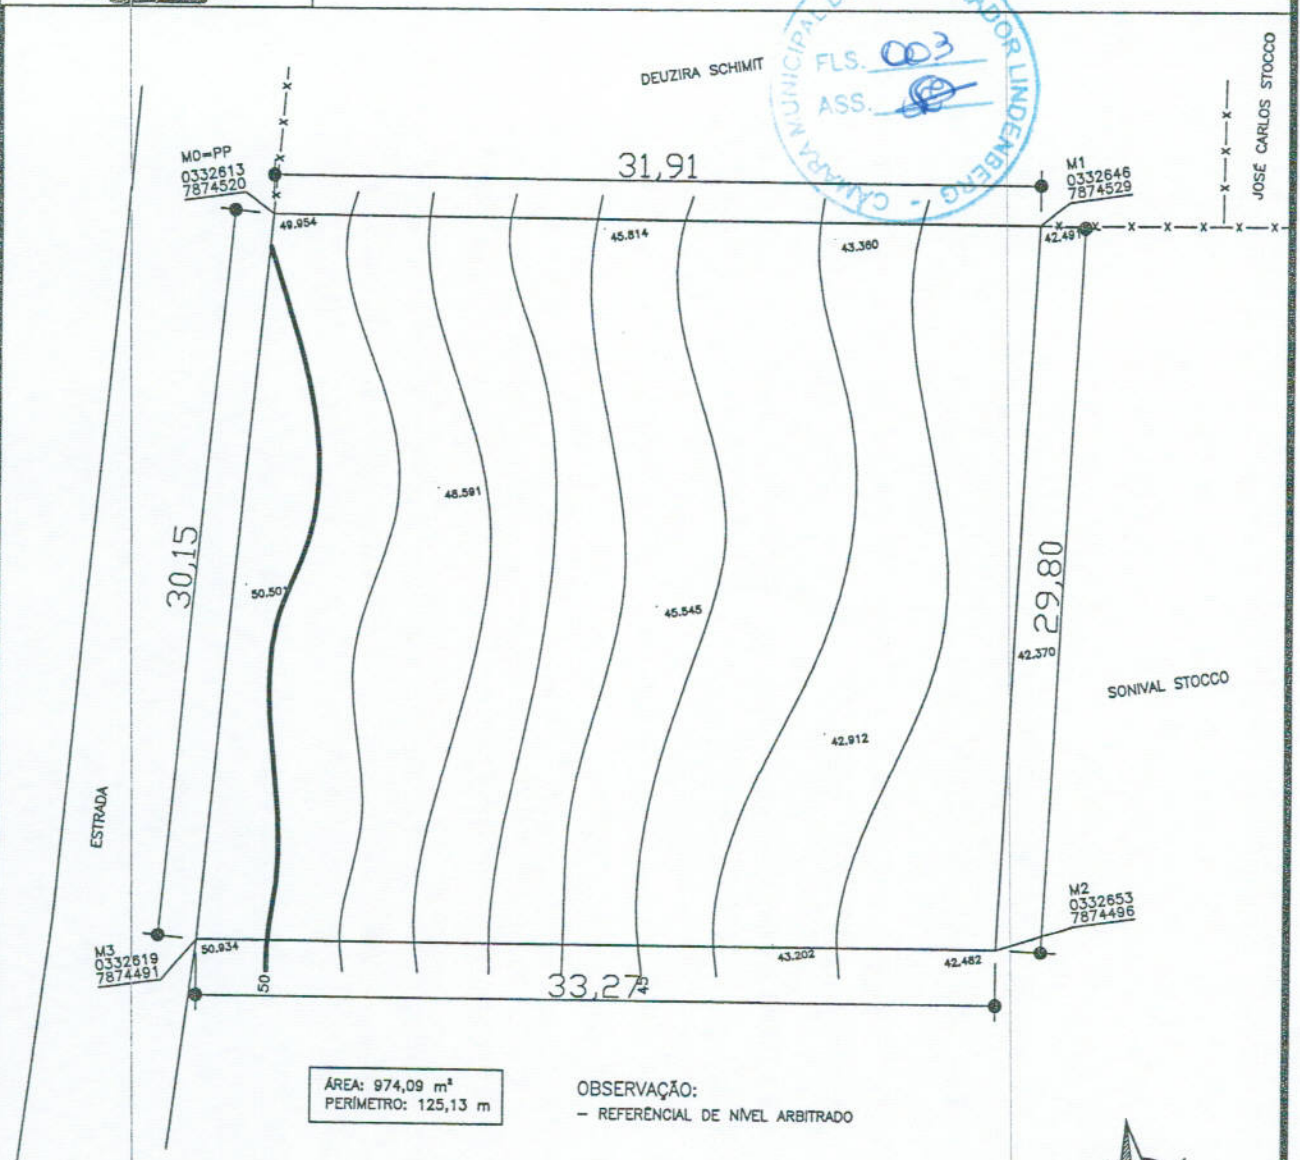 CÂMARA MUNICIPAL
ADOR LINDENBERG -
FLS. 003
ASS.
DEUZIRA SCHIMIT
JOSÉ CARLOS STOCCO
M0=PP
0332613
7874520
31,91
M1
0332646
7874529
49.954
45.814
43.360
42.491
48.591
30,15
50.501
45.545
29,80
42.370
SONIVAL STOCCO
42.912
ESTRADA
M2
0332653
7874496
M3
0332619
7874491
50.934
43.202
42.482
50
33,27
45
ÁREA: 974,09 m²
PERÍMETRO: 125,13 m
OBSERVAÇÃO:
- REFERENCIAL DE NÍVEL ARBITRADO